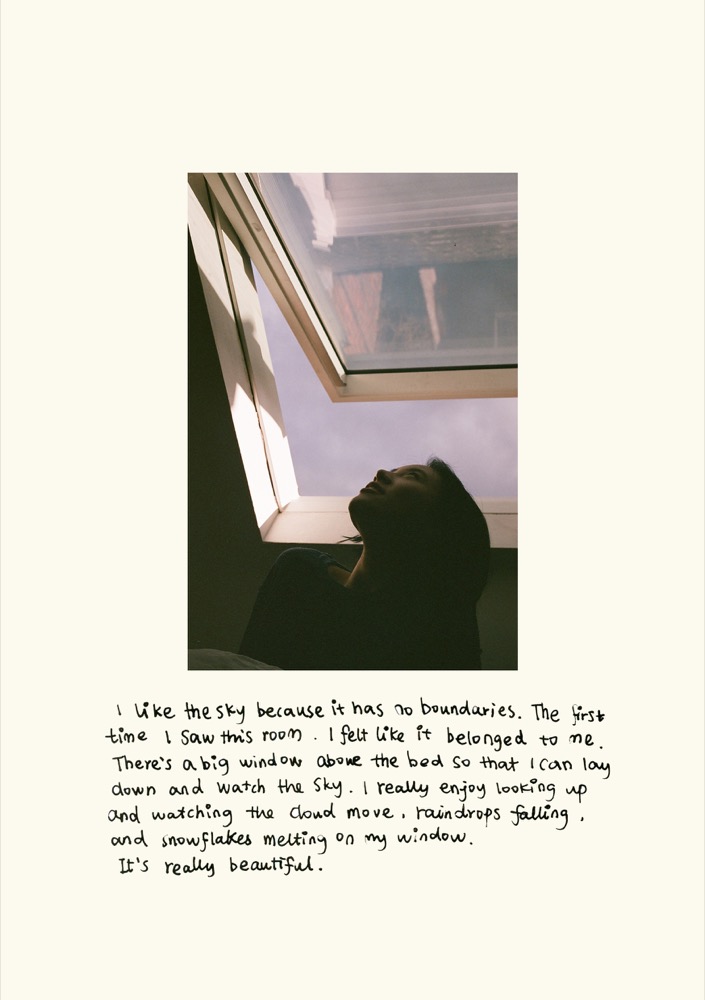 I like the sky because it has no boundaries. The first
time I saw this room. I felt like it belonged to me.
There's a big window above the bed so that I can lay
down and watch the sky. I really enjoy looking up
and watching the cloud move, raindrops falling,
and snowflakes melting on my window.
It's really beautiful.